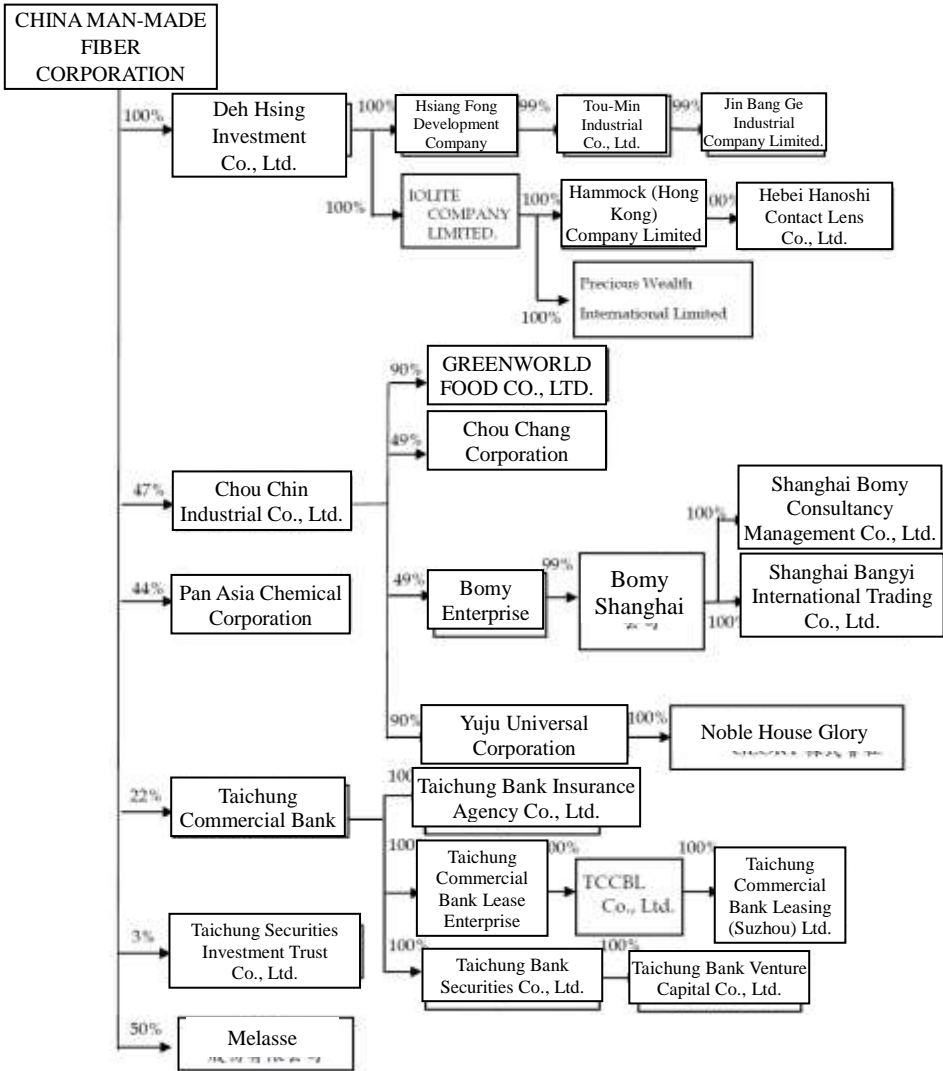 CHINA MAN-MADE
FIBER
CORPORATION
100%
Deh Hsing
Investment
Co., Ltd.
100%
Hsiang Fong
Development
Company
99%
Tou-Min
Industrial
Co., Ltd.
99%
Jin Bang Ge
Industrial
Company Limited.
100%
IOLITE
COMPANY
LIMITED.
100%
Hammock (Hong
Kong)
Company Limited
00%
Hebei Hanoshi
Contact Lens
Co., Ltd.
100%
Precious Wealth
International Limited
90%
GREENWORLD
FOOD CO., LTD.
49%
Chou Chang
Corporation
47%
Chou Chin
Industrial Co., Ltd.
44%
Pan Asia Chemical
Corporation
49%
Bomy
Enterprise
99%
Bomy
Shanghai
100%
Shanghai Bomy
Consultancy
Management Co., Ltd.
100%
Shanghai Bangyi
International Trading
Co., Ltd.
90%
Yuju Universal
Corporation
100%
Noble House Glory
22%
Taichung
Commercial Bank
100
Taichung Bank Insurance
Agency Co., Ltd.
100
Taichung
Commercial
Bank Lease
Enterprise
00%
TCCBL
Co., Ltd.
100%
Taichung
Commercial
Bank Leasing
(Suzhou) Ltd.
3%
Taichung Securities
Investment Trust
Co., Ltd.
100%
Taichung Bank
Securities Co., Ltd.
100%
Taichung Bank Venture
Capital Co., Ltd.
50%
Melasse